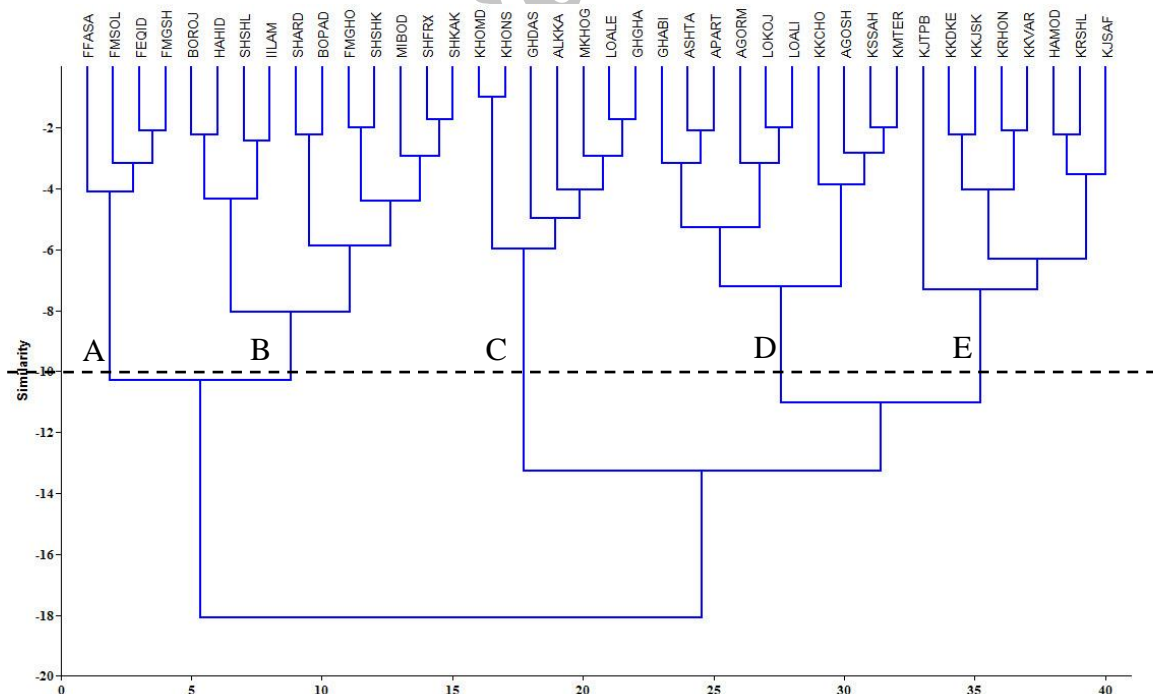 FFASA FMSOL FEQID FMGSH BOROJ HAHID SHSHL IILAM SHARD BOPAD FMGHO SHSHK MIBOD SHFRX SHKAK KHOMD KHONS GHDAS ALKKA MKHOG LOALE GHGHA GHABI ASHTA APART AGORM LOKOJ LOALI KKCHO AGOSH KSSAH KMTER KJTPB KKDKE KKJSK KRHON KKVAR HAMOD KRSHL KJSAF
-2
-4
-6
-8
A B C D E
Similarity
-10
-12
-14
-16
-18
-20
0 5 10 15 20 25 30 35 40